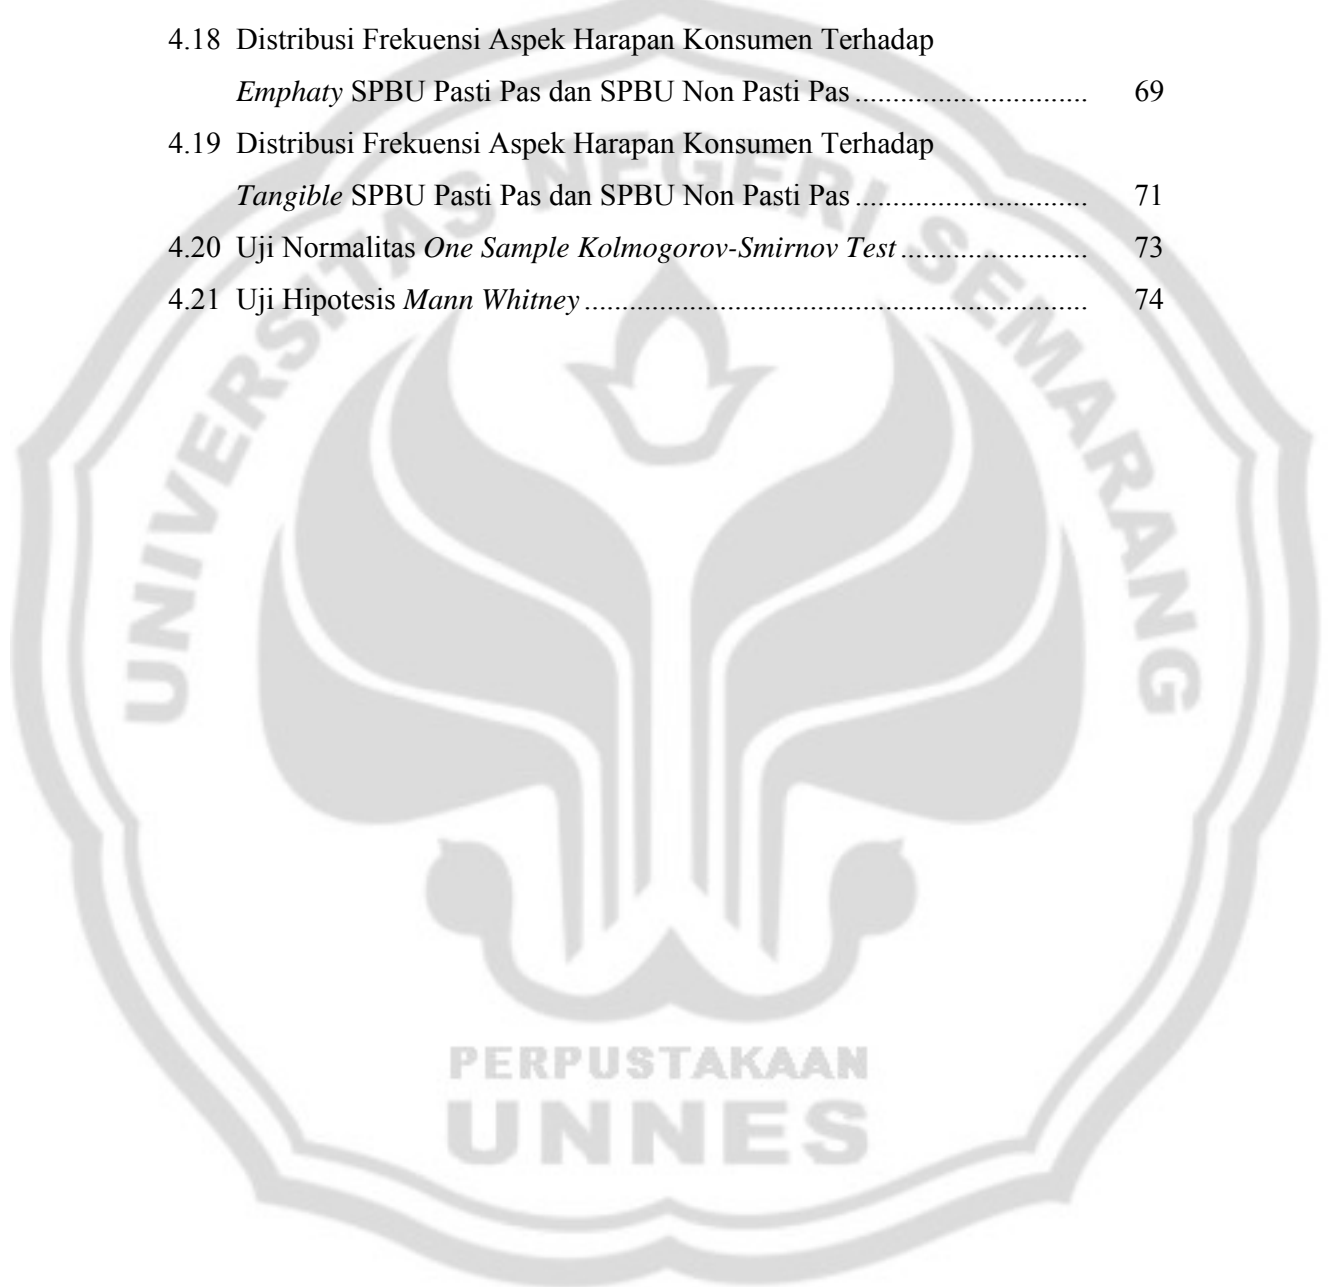 4.18 Distribusi Frekuensi Aspek Harapan Konsumen Terhadap
Emphaty SPBU Pasti Pas dan SPBU Non Pasti Pas .............................. 69
4.19 Distribusi Frekuensi Aspek Harapan Konsumen Terhadap
Tangible SPBU Pasti Pas dan SPBU Non Pasti Pas .............................. 71
4.20 Uji Normalitas One Sample Kolmogorov-Smirnov Test ........................ 73
4.21 Uji Hipotesis Mann Whitney ................................................................. 74
UNIVERSITAS NEGERI SEMARANG
PERPUSTAKAAN
UNNES